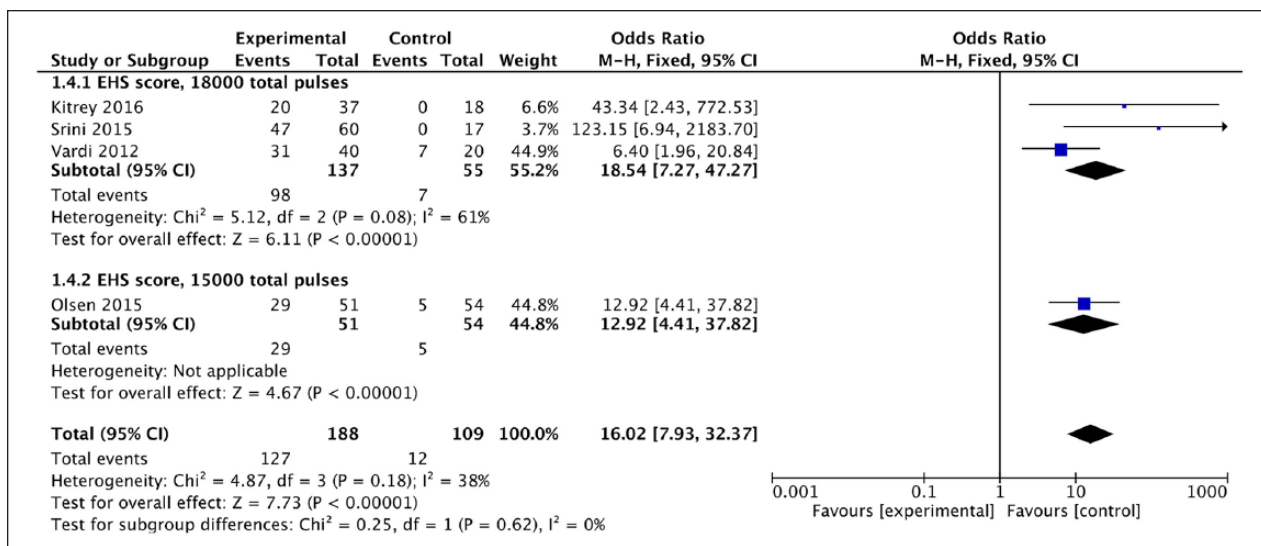 Experimental Control Odds Ratio Odds Ratio
Study or Subgroup Events Total Events Total Weight M-H, Fixed, 95% CI M-H, Fixed, 95% CI
1.4.1 EHS score, 18000 total pulses
Kitrey 2016 20 37 0 18 6.6% 43.34 [2.43, 772.53]
Srini 2015 47 60 0 17 3.7% 123.15 [6.94, 2183.70]
Vardi 2012 31 40 7 20 44.9% 6.40 [1.96, 20.84]
Subtotal (95% CI) 137 55 55.2% 18.54 [7.27, 47.27]
Total events 98 7
Heterogeneity: Chi² = 5.12, df = 2 (P = 0.08); I² = 61%
Test for overall effect: Z = 6.11 (P < 0.00001)
1.4.2 EHS score, 15000 total pulses
Olsen 2015 29 51 5 54 44.8% 12.92 [4.41, 37.82]
Subtotal (95% CI) 51 54 44.8% 12.92 [4.41, 37.82]
Total events 29 5
Heterogeneity: Not applicable
Test for overall effect: Z = 4.67 (P < 0.00001)
Total (95% CI) 188 109 100.0% 16.02 [7.93, 32.37]
Total events 127 12
Heterogeneity: Chi² = 4.87, df = 3 (P = 0.18); I² = 38%
Test for overall effect: Z = 7.73 (P < 0.00001)
Test for subgroup differences: Chi² = 0.25, df = 1 (P = 0.62), I² = 0%
0.001 0.1 1 10 1000
Favours [experimental] Favours [control]